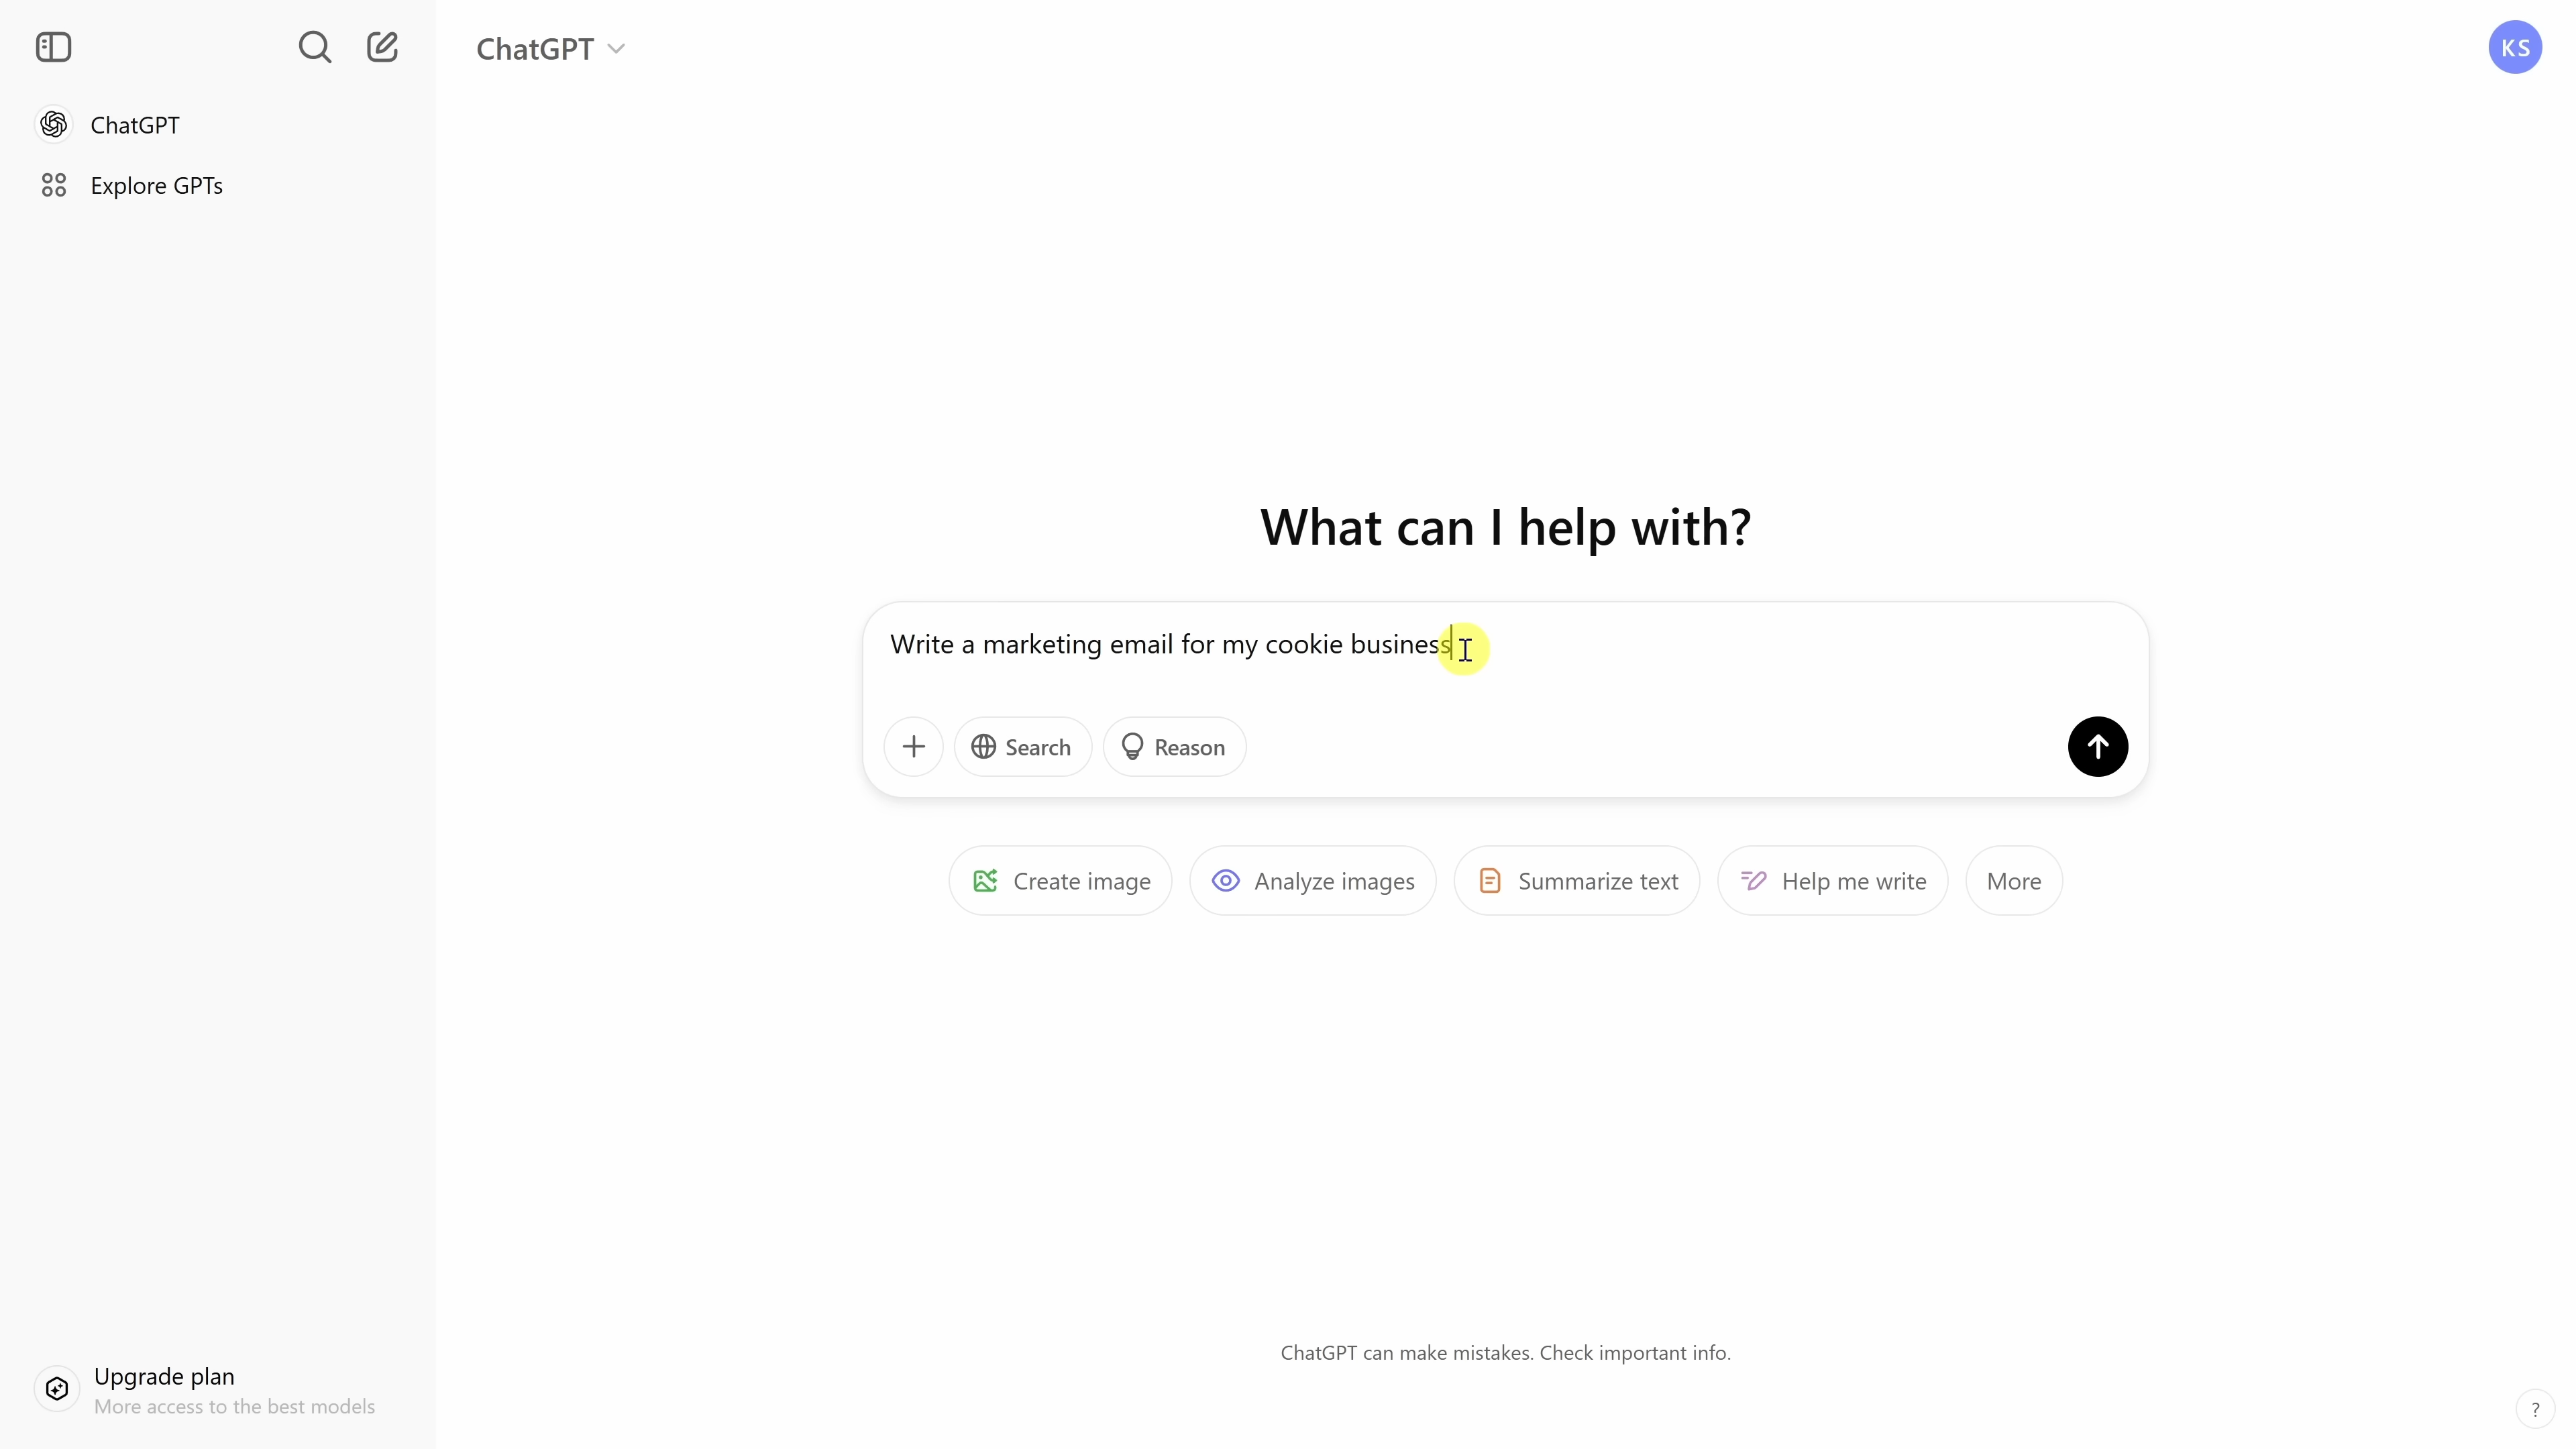 ChatGPT
KS
ChatGPT
Explore GPTs
What can I help with?
Write a marketing email for my cookie business
Search
Reason
Create image
Analyze images
Summarize text
Help me write
More
Upgrade plan
More access to the best models
ChatGPT can make mistakes. Check important info.
?